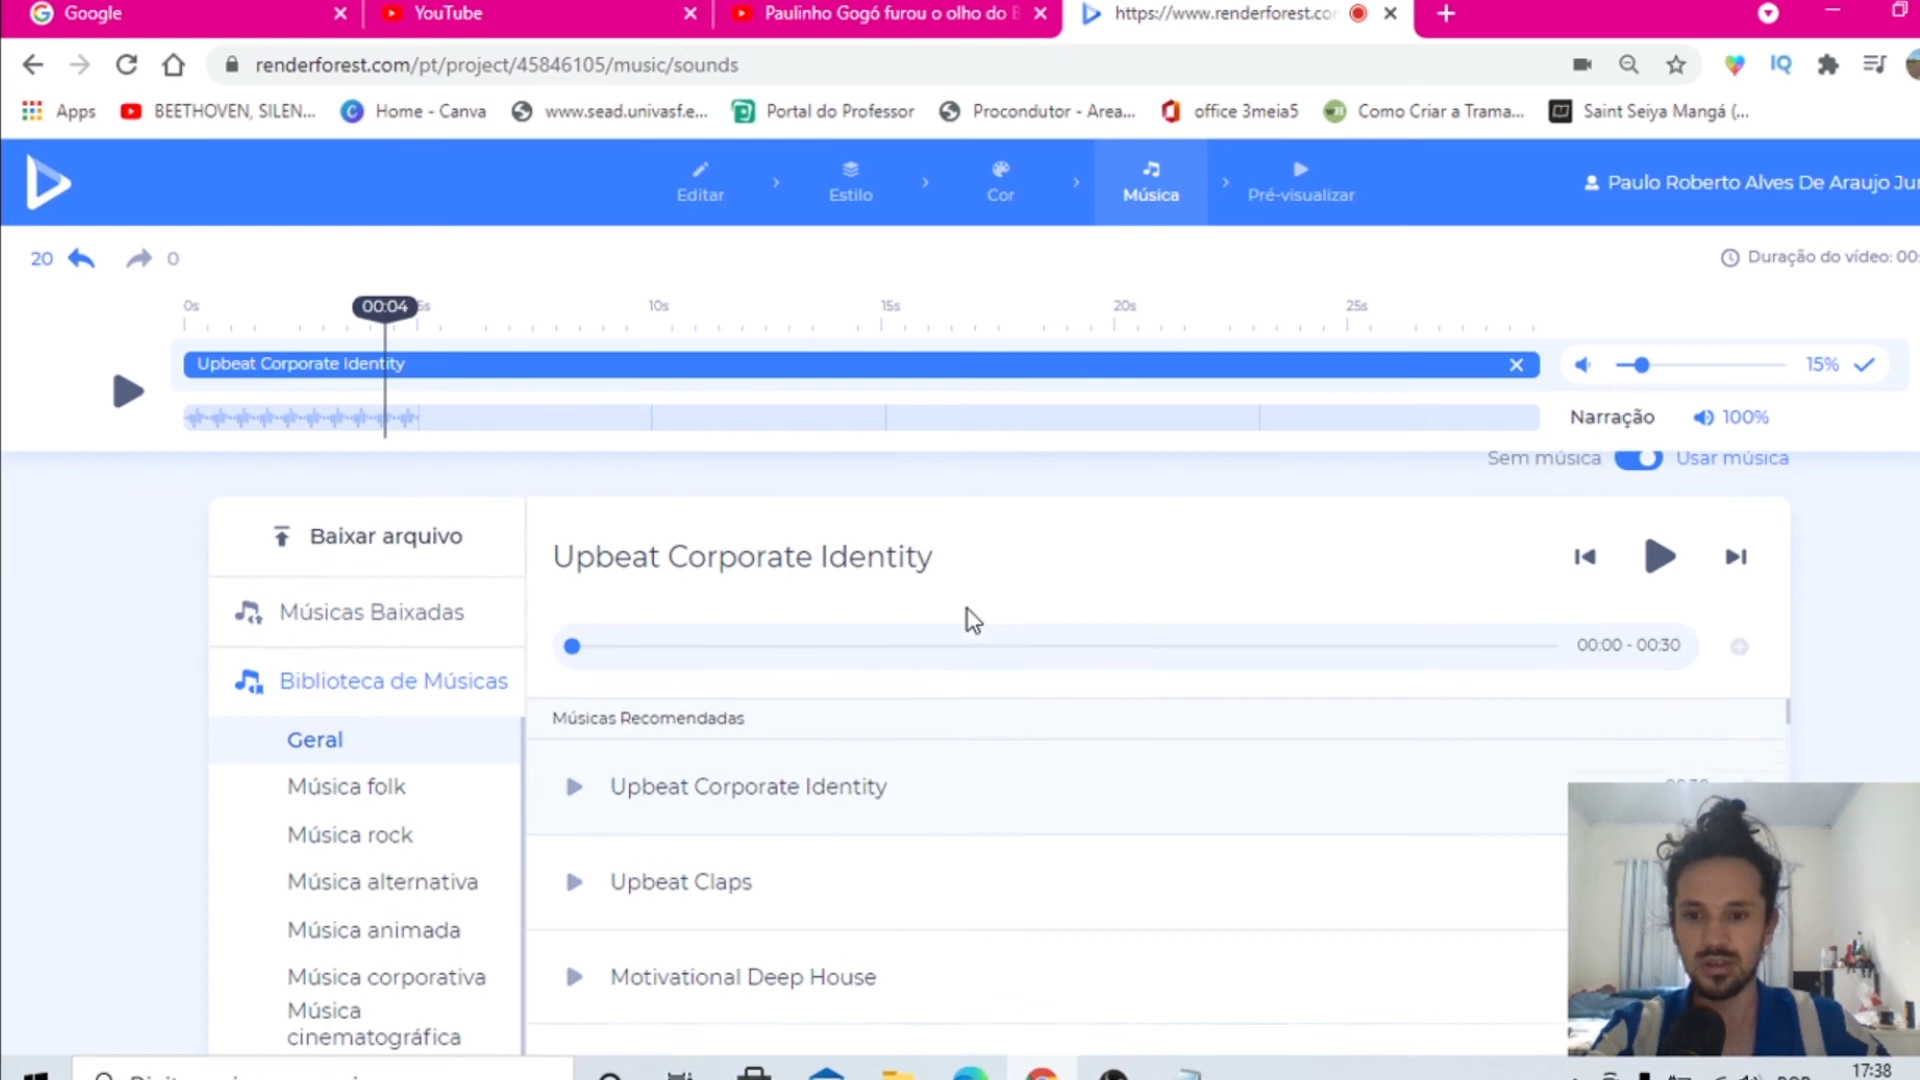 Google
YouTube
Paulinho Gogó furou o olho do B
https://www.renderforest.com
renderforest.com/pt/project/45846105/music/sounds
IQ
Apps
BEETHOVEN, SILEN...
Home - Canva
www.sead.univasf.e...
Portal do Professor
Procondutor - Area...
office 3meia5
Como Criar a Trama...
Saint Seiya Mangá (...
Editar
Estilo
Cor
Música
Pré-visualizar
Paulo Roberto Alves De Araujo Jun
20
0
Duração do vídeo: 00:
0s
00:04
5s
10s
15s
20s
25s
Upbeat Corporate Identity
15%
Narração
100%
Sem música
Usar música
Baixar arquivo
Músicas Baixadas
Biblioteca de Músicas
Geral
Música folk
Música rock
Música alternativa
Música animada
Música corporativa
Música
cinematográfica
Upbeat Corporate Identity
00:00 - 00:30
Músicas Recomendadas
Upbeat Corporate Identity
Upbeat Claps
Motivational Deep House
17:38